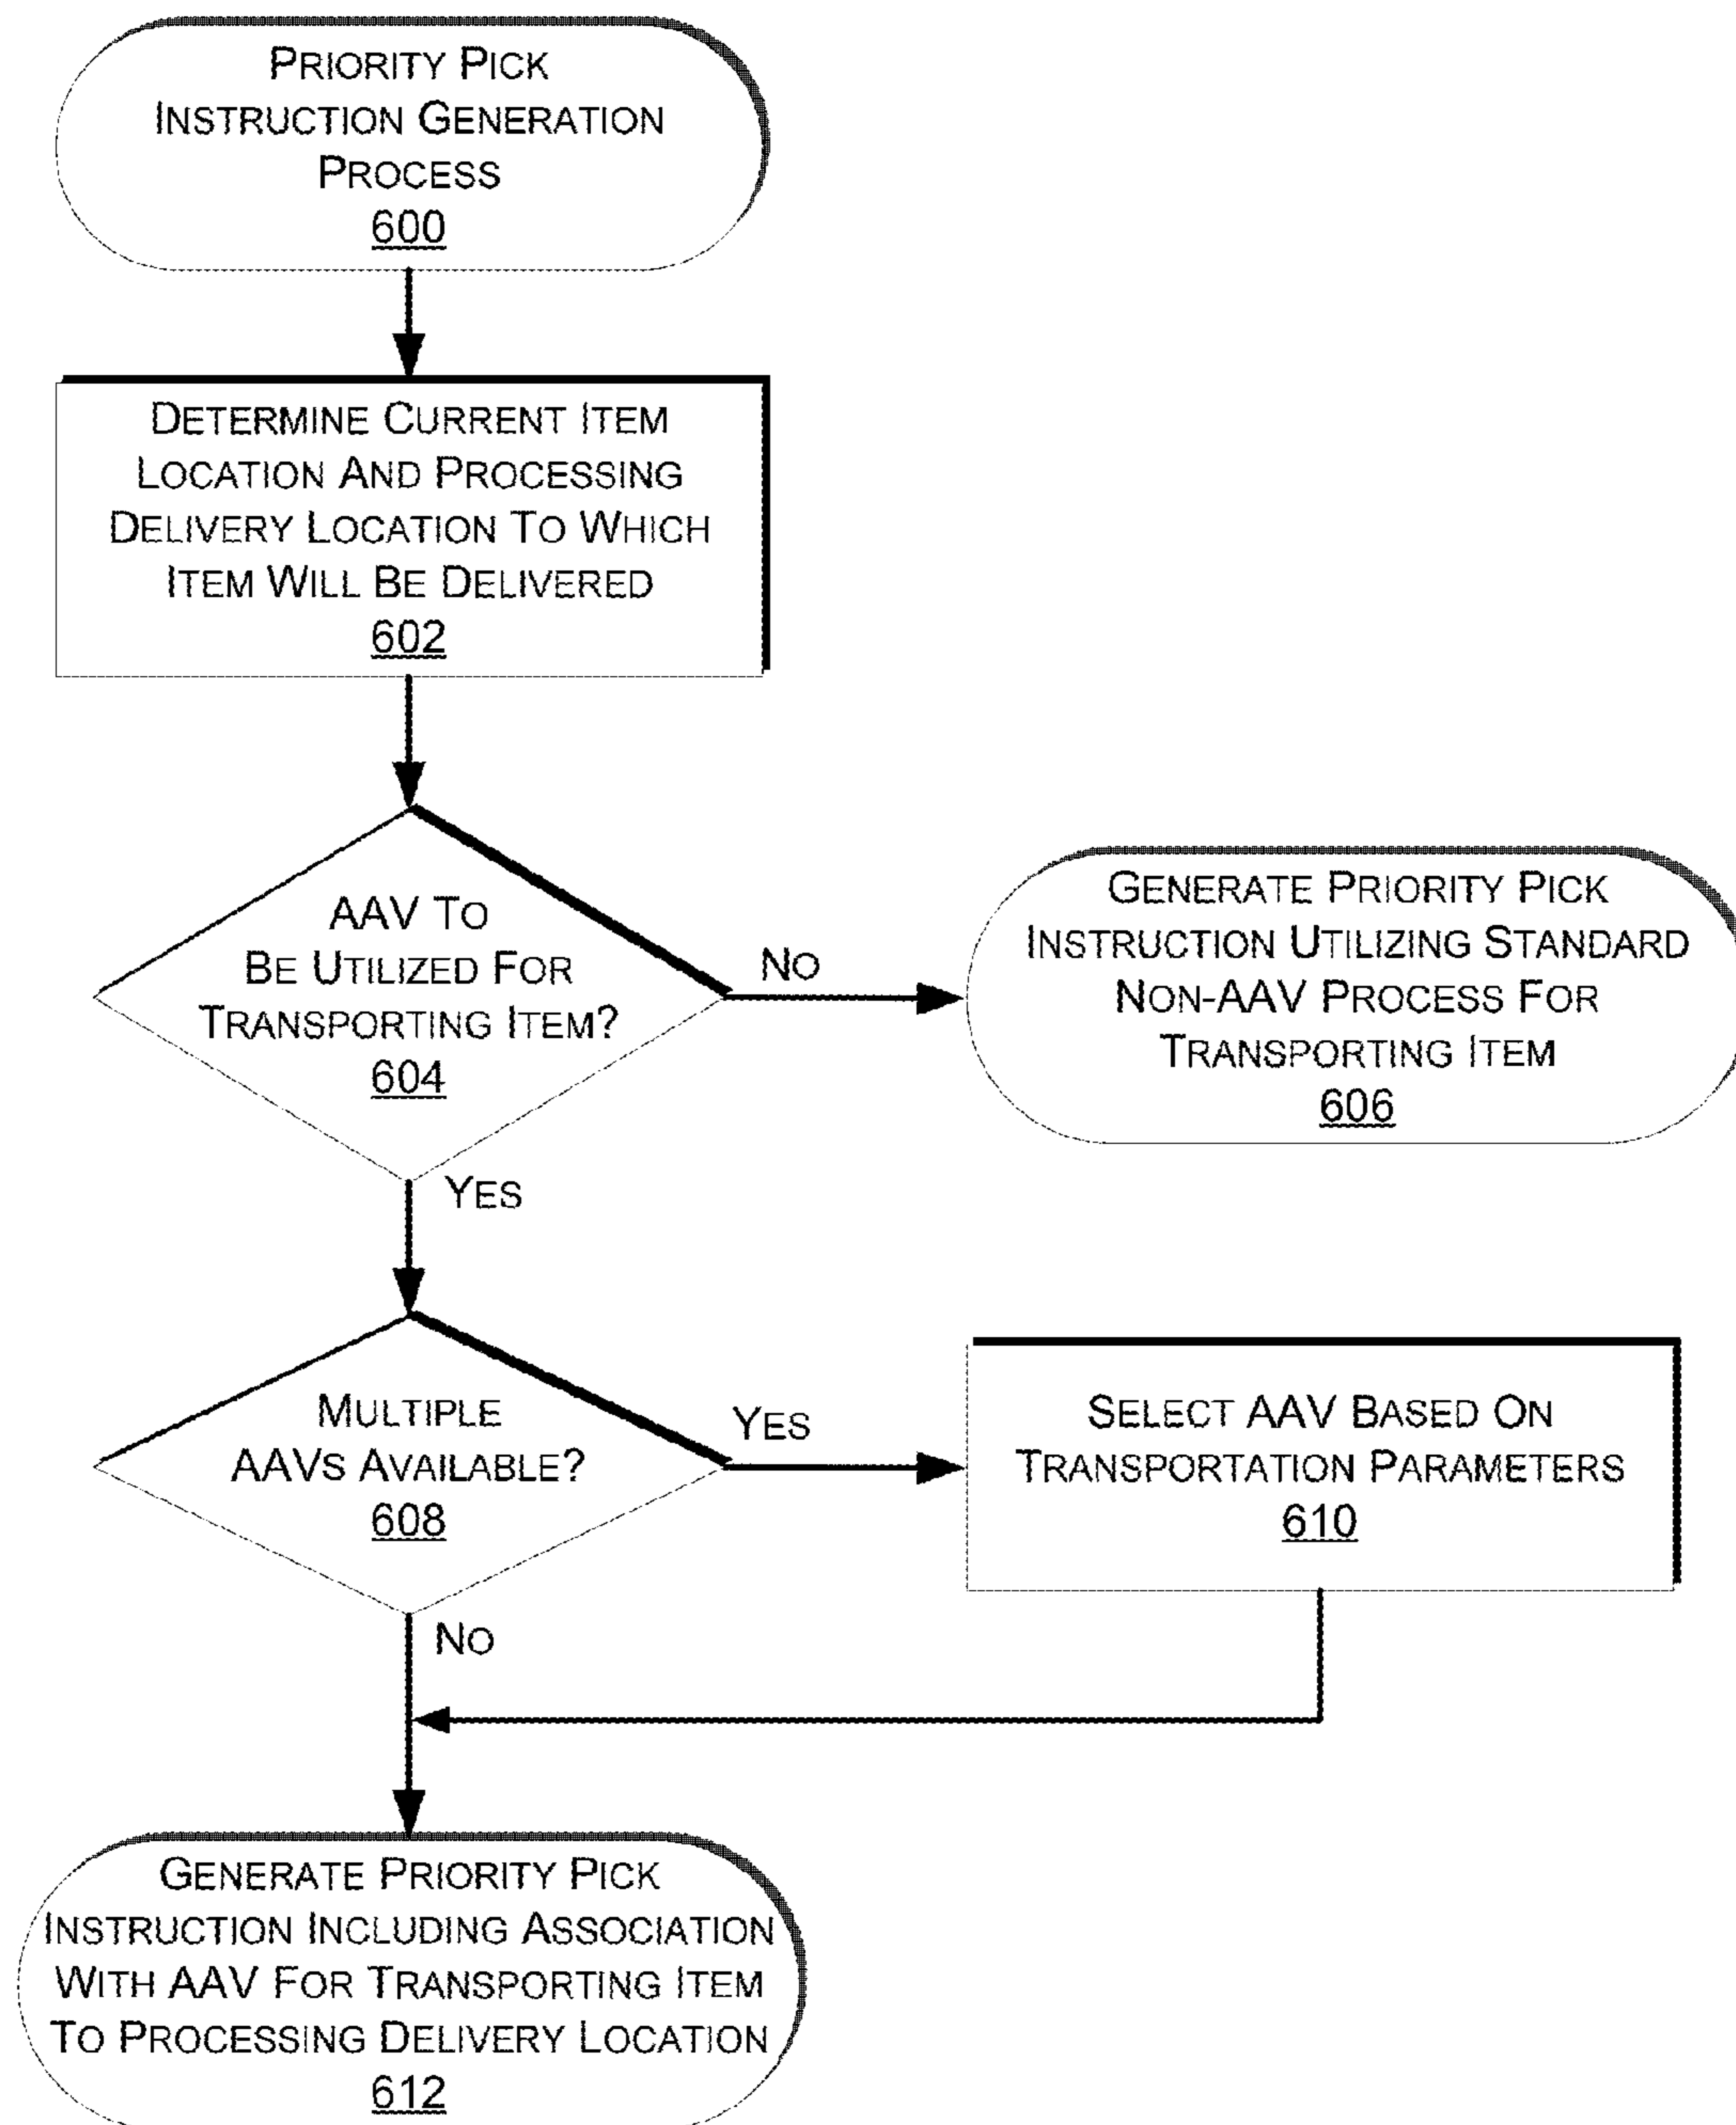 PRIORITY PICK
INSTRUCTION GENERATION
PROCESS
600
DETERMINE CURRENT ITEM
LOCATION AND PROCESSING
DELIVERY LOCATION TO WHICH
ITEM WILL BE DELIVERED
602
AAV TO
BE UTILIZED FOR
TRANSPORTING ITEM?
604
NO
GENERATE PRIORITY PICK
INSTRUCTION UTILIZING STANDARD
NON-AAV PROCESS FOR
TRANSPORTING ITEM
606
YES
MULTIPLE
AAVS AVAILABLE?
608
YES
SELECT AAV BASED ON
TRANSPORTATION PARAMETERS
610
NO
GENERATE PRIORITY PICK
INSTRUCTION INCLUDING ASSOCIATION
WITH AAV FOR TRANSPORTING ITEM
TO PROCESSING DELIVERY LOCATION
612